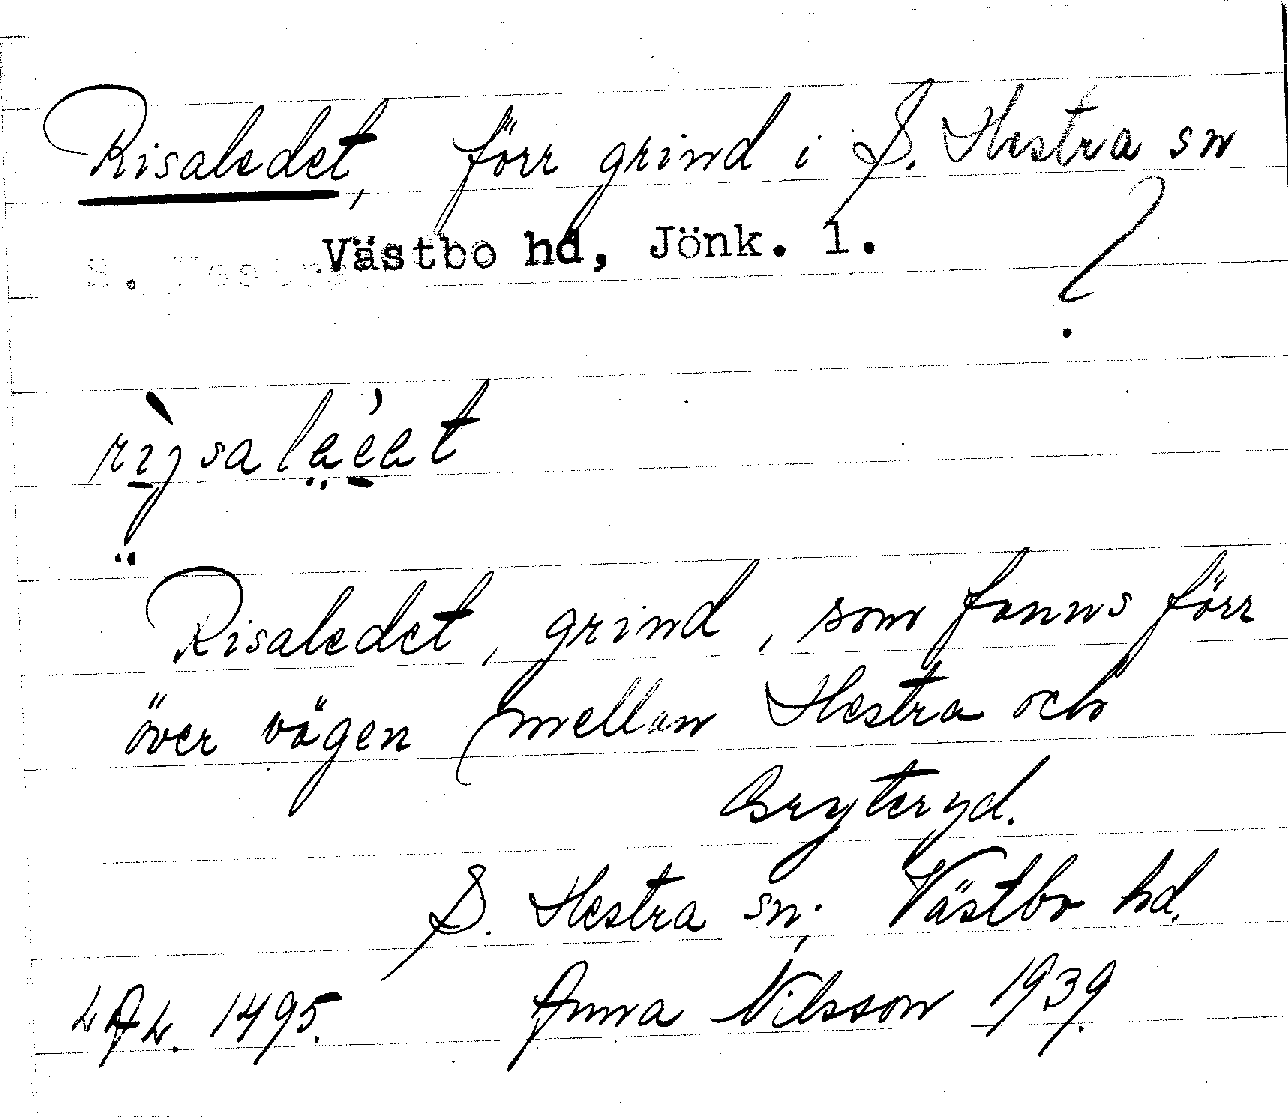 Risaledet, förr grind i S. Hestra sn
Västbo hd, Jönk. l.
?
Risaledet, grind, som fanns förr
över vägen mellan Hestra och
Bryteryd.
S. Hestra sn; Västbo hd.
LAL. 1495. Anna Nilsson 1939.